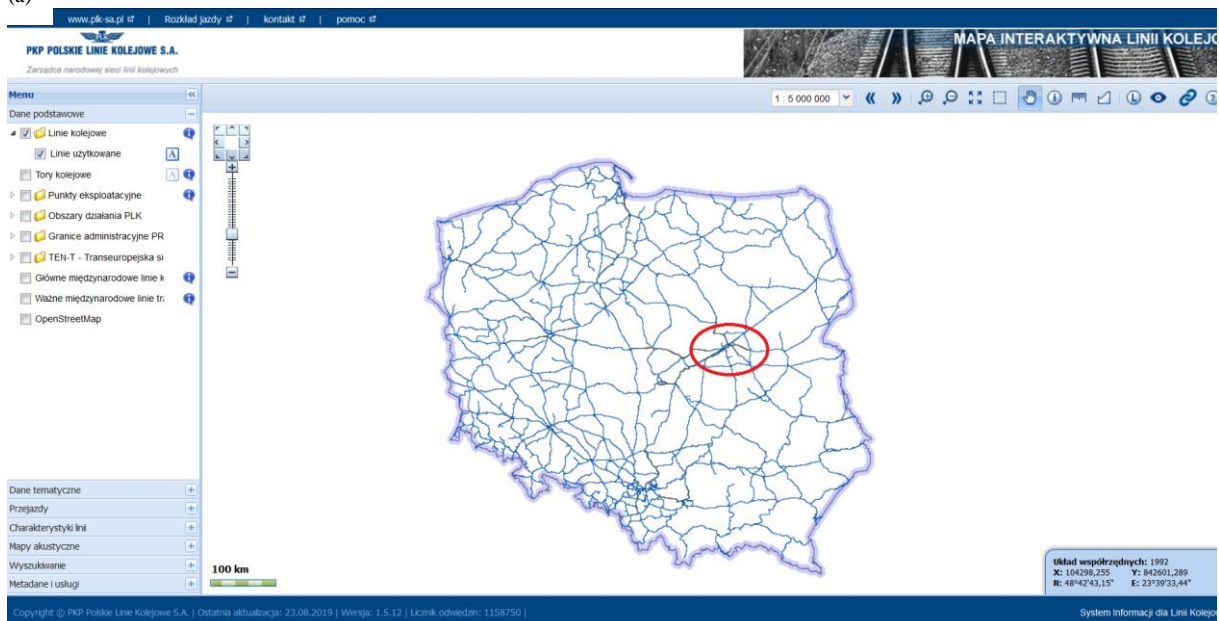 (a)
www.plk-sa.pl | Rozkład jazdy | kontakt | pomoc
PLK
PKP POLSKIE LINIE KOLEJOWE S.A.
Zarządca narodowej sieci linii kolejowych
MAPA INTERAKTYWNA LINII KOLEJO
Menu
1 : 5 000 000
Dane podstawowe
Linie kolejowe
Linie użytkowane A
Tory kolejowe A
Punkty eksploatacyjne
Obszary działania PLK
Granice administracyjne PR
TEN-T - Transeuropejska si
Główne międzynarodowe linie k
Ważne międzynarodowe linie tra
OpenStreetMap
Dane tematyczne
Przejazdy
Charakterystyki linii
Mapy akustyczne
Wyszukiwanie
Metadane i usługi
100 km
Układ współrzędnych: 1992
X: 104298,255 Y: 842601,289
N: 48°42'43,15" E: 23°39'33,44"
Copyright © PKP Polskie Linie Kolejowe S.A. | Ostatnia aktualizacja: 23.08.2019 | Wersja: 1.5.12 | Licznik odwiedzin: 1158750 |
System Informacji dla Linii Kolejow